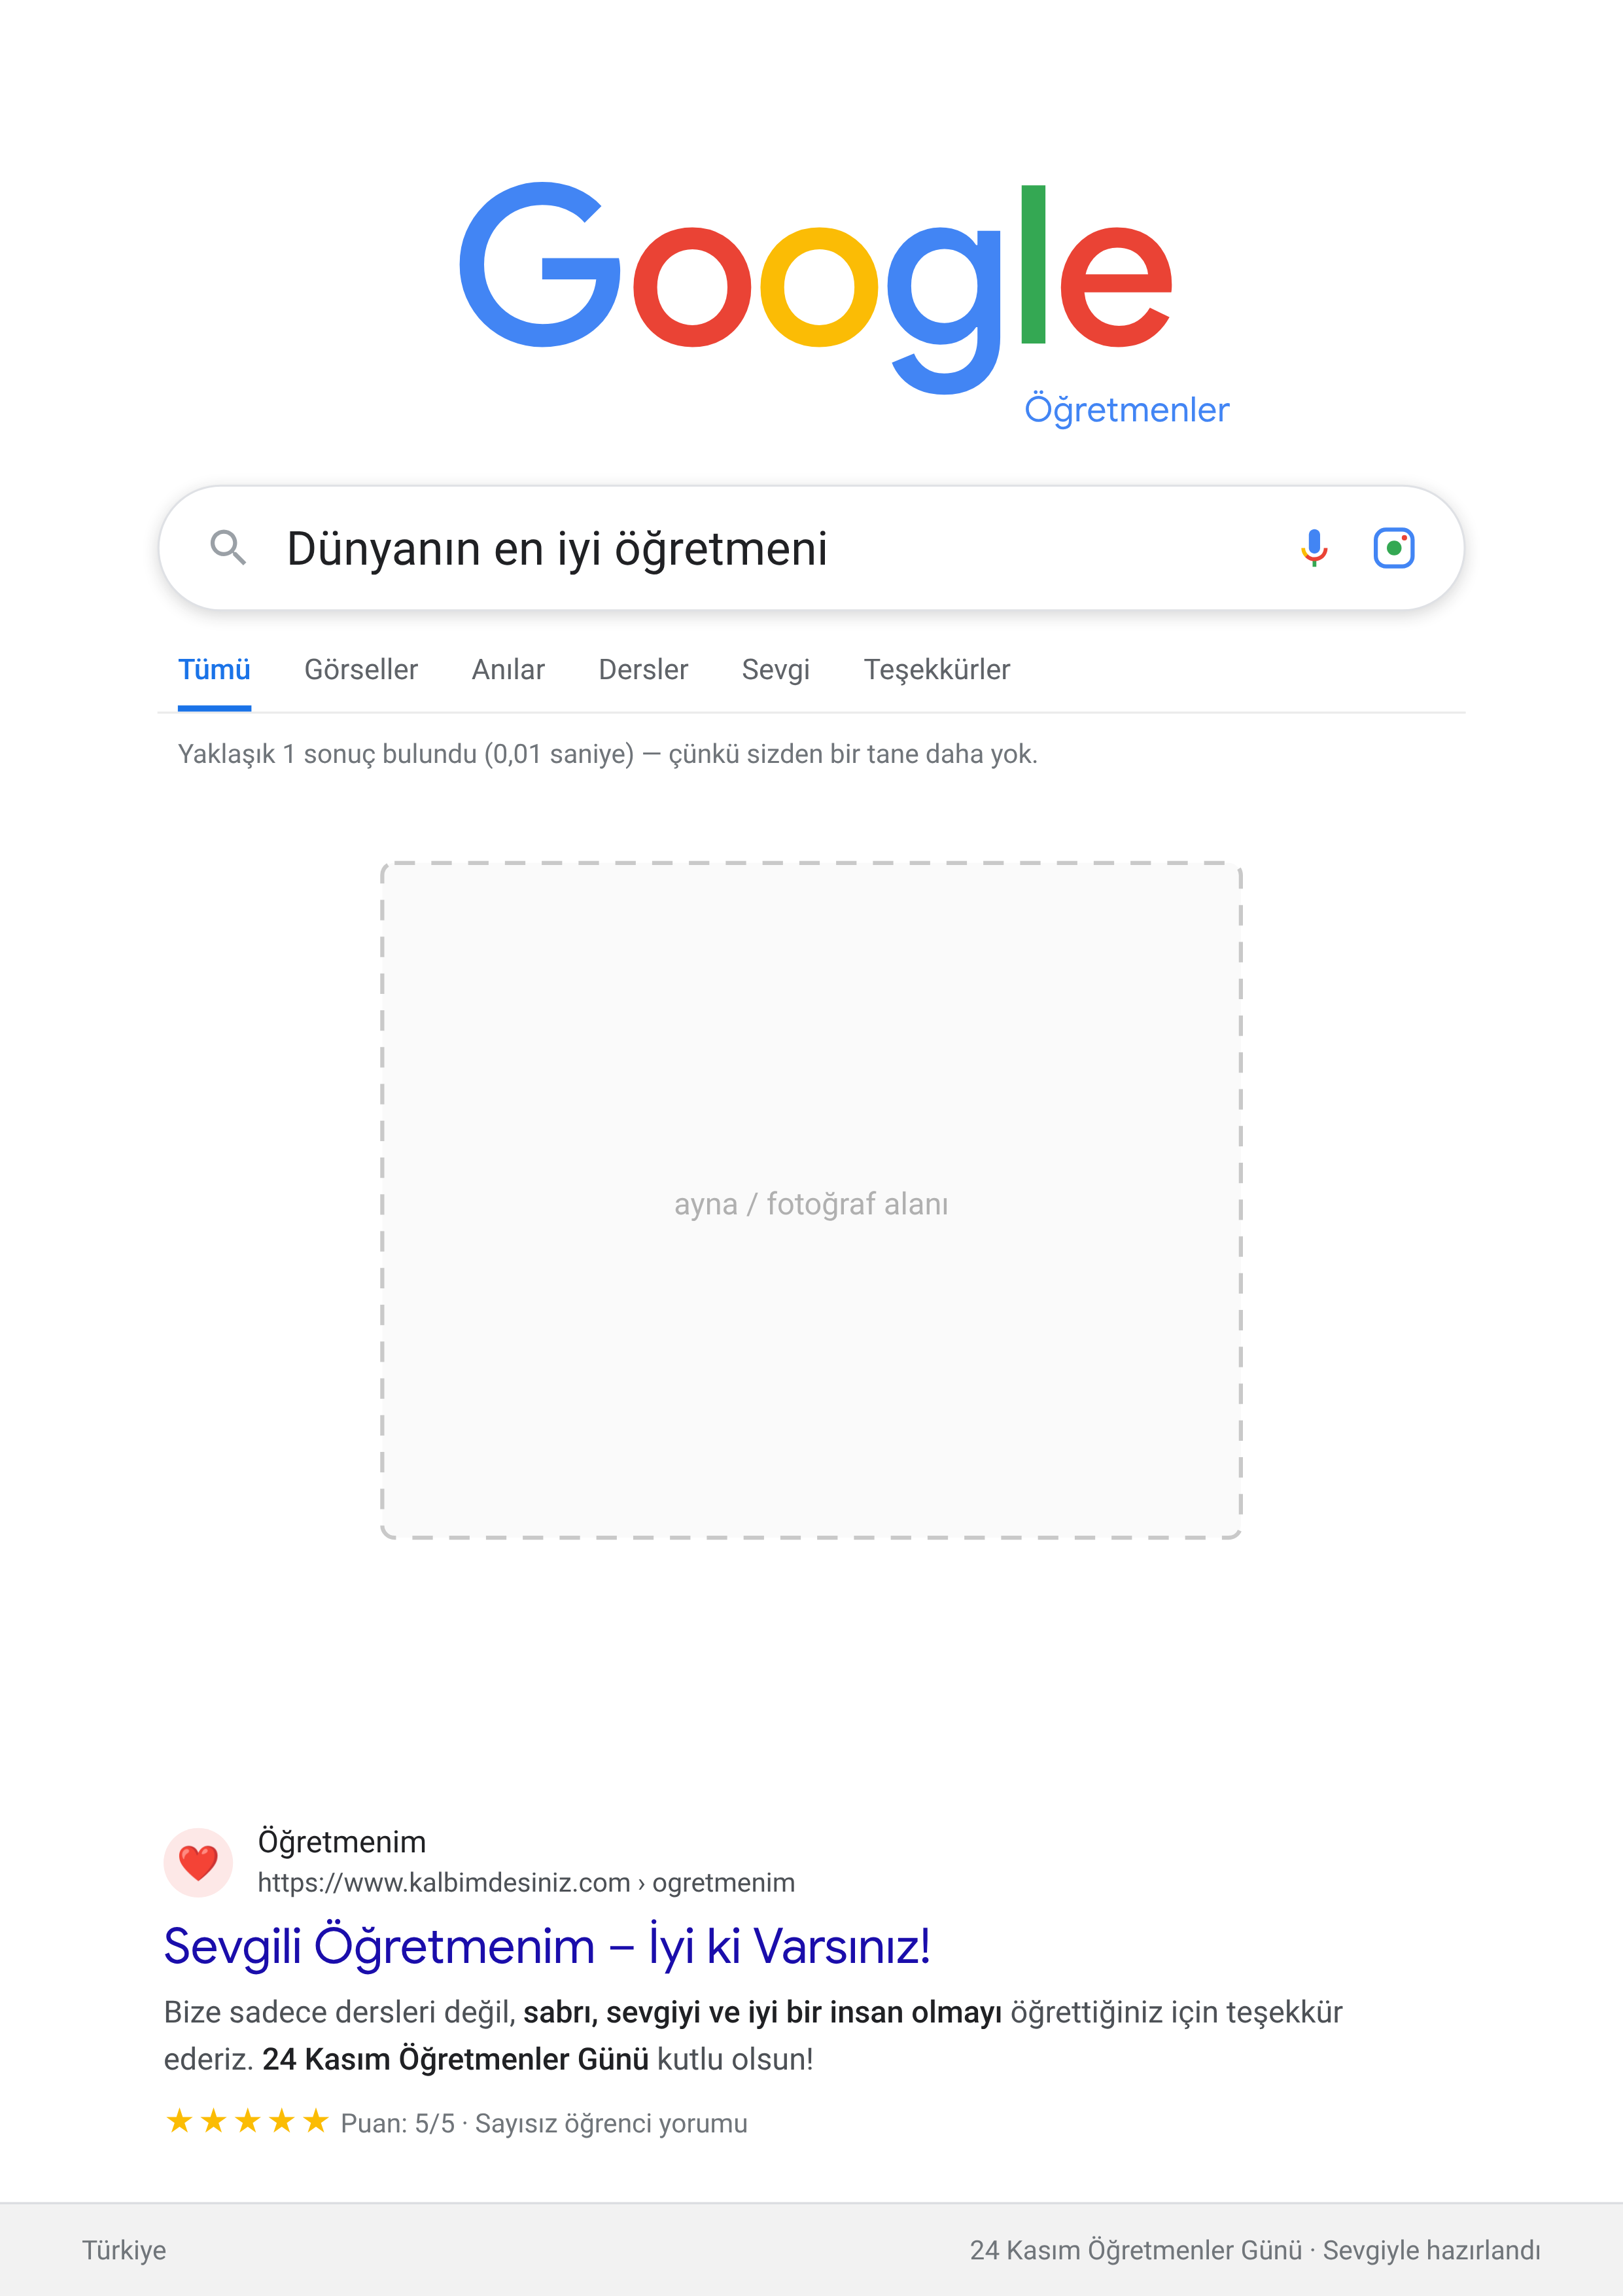 Google
Öğretmenler
Dünyanın en iyi öğretmeni
Tümü Görseller Anılar Dersler Sevgi Teşekkürler
Yaklaşık 1 sonuç bulundu (0,01 saniye) — çünkü sizden bir tane daha yok.
ayna / fotoğraf alanı
Öğretmenim
https://www.kalbimdesiniz.com › ogretmenim
Sevgili Öğretmenim – İyi ki Varsınız!
Bize sadece dersleri değil, sabrı, sevgiyi ve iyi bir insan olmayı öğrettiğiniz için teşekkür
ederiz. 24 Kasım Öğretmenler Günü kutlu olsun!
★★★★★ Puan: 5/5 · Sayısız öğrenci yorumu
Türkiye 24 Kasım Öğretmenler Günü · Sevgiyle hazırlandı